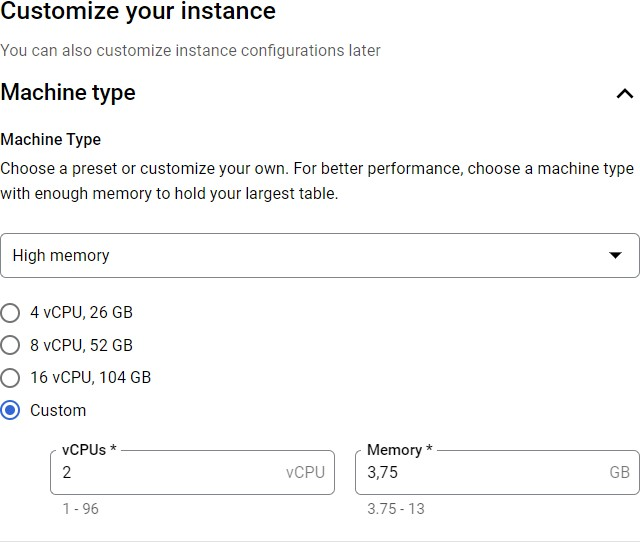 Customize your instance
You can also customize instance configurations later
Machine type
Machine Type
Choose a preset or customize your own. For better performance, choose a machine type
with enough memory to hold your largest table.
High memory
4 vCPU, 26 GB
8 vCPU, 52 GB
16 vCPU, 104 GB
Custom
vCPUs *
2 vCPU
1 - 96
Memory *
3,75 GB
3.75 - 13